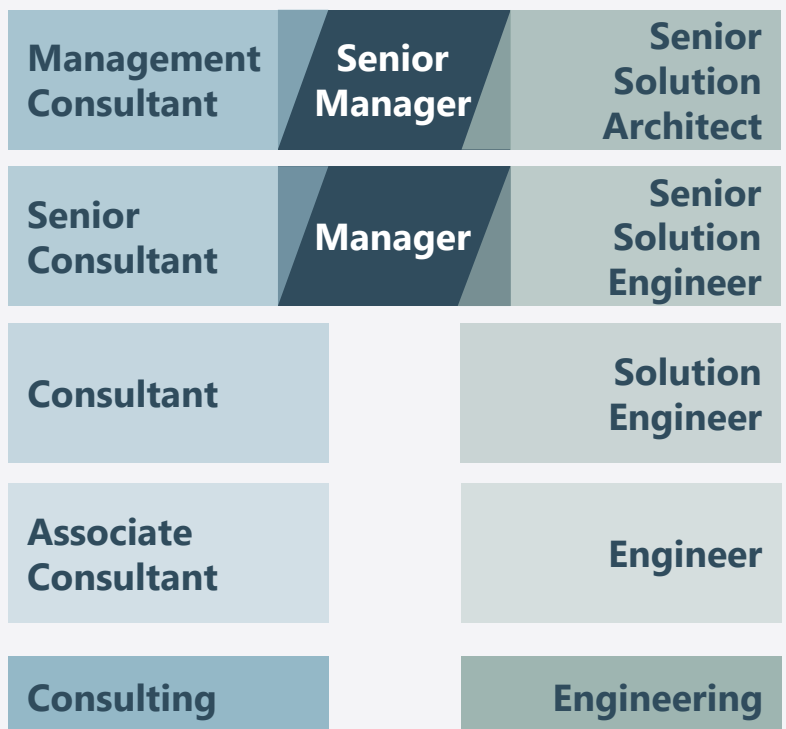 Management
Consultant
Senior
Manager
Senior
Solution
Architect
Senior
Consultant
Manager
Senior
Solution
Engineer
Consultant
Solution
Engineer
Associate
Consultant
Engineer
Consulting
Engineering